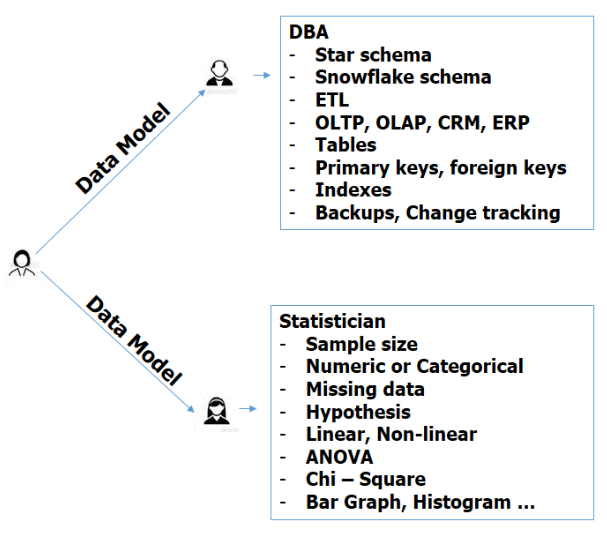 DBA
- Star schema
- Snowflake schema
- ETL
- OLTP, OLAP, CRM, ERP
- Tables
- Primary keys, foreign keys
- Indexes
- Backups, Change tracking
Data Model
Data Model
Statistician
- Sample size
- Numeric or Categorical
- Missing data
- Hypothesis
- Linear, Non-linear
- ANOVA
- Chi – Square
- Bar Graph, Histogram ...